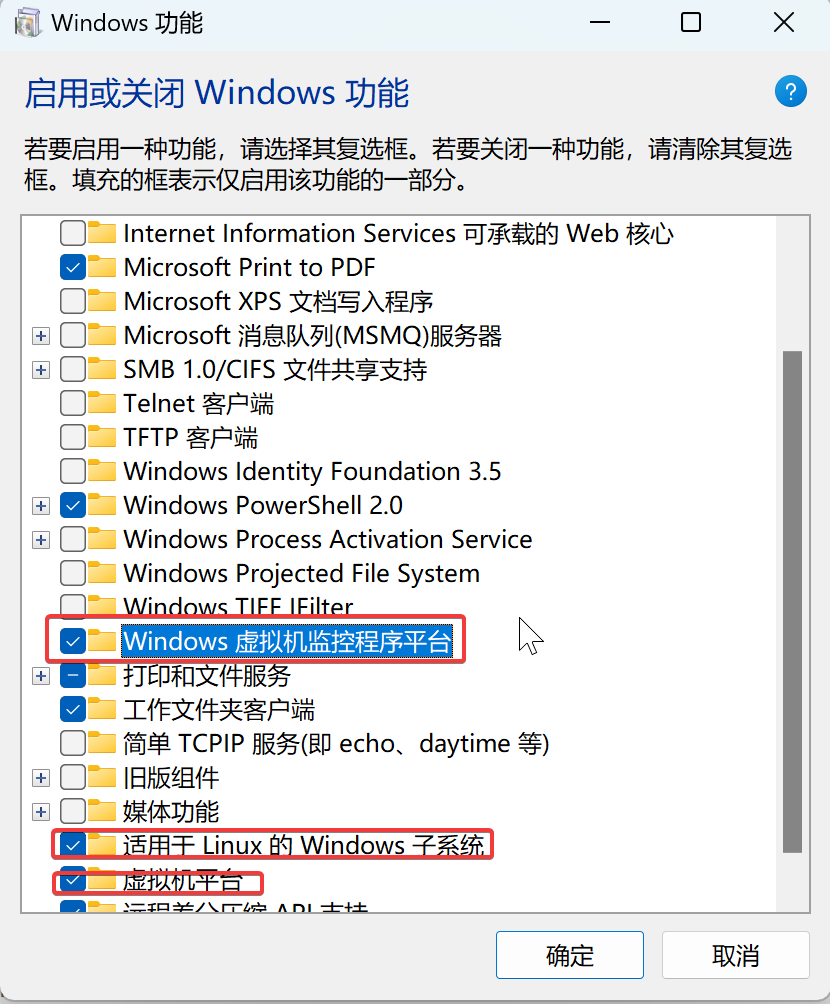 Windows 功能
启用或关闭 Windows 功能
?
若要启用一种功能，请选择其复选框。若要关闭一种功能，请清除其复选
框。填充的框表示仅启用该功能的一部分。
Internet Information Services 可承载的 Web 核心
Microsoft Print to PDF
Microsoft XPS 文档写入程序
Microsoft 消息队列(MSMQ)服务器
SMB 1.0/CIFS 文件共享支持
Telnet 客户端
TFTP 客户端
Windows Identity Foundation 3.5
Windows PowerShell 2.0
Windows Process Activation Service
Windows Projected File System
Windows TIFF IFilter
Windows 虚拟机监控程序平台
打印和文件服务
工作文件夹客户端
简单 TCPIP 服务(即 echo、daytime 等)
旧版组件
媒体功能
适用于 Linux 的 Windows 子系统
虚拟机平台
远程差分压缩 API 支持
确定
取消